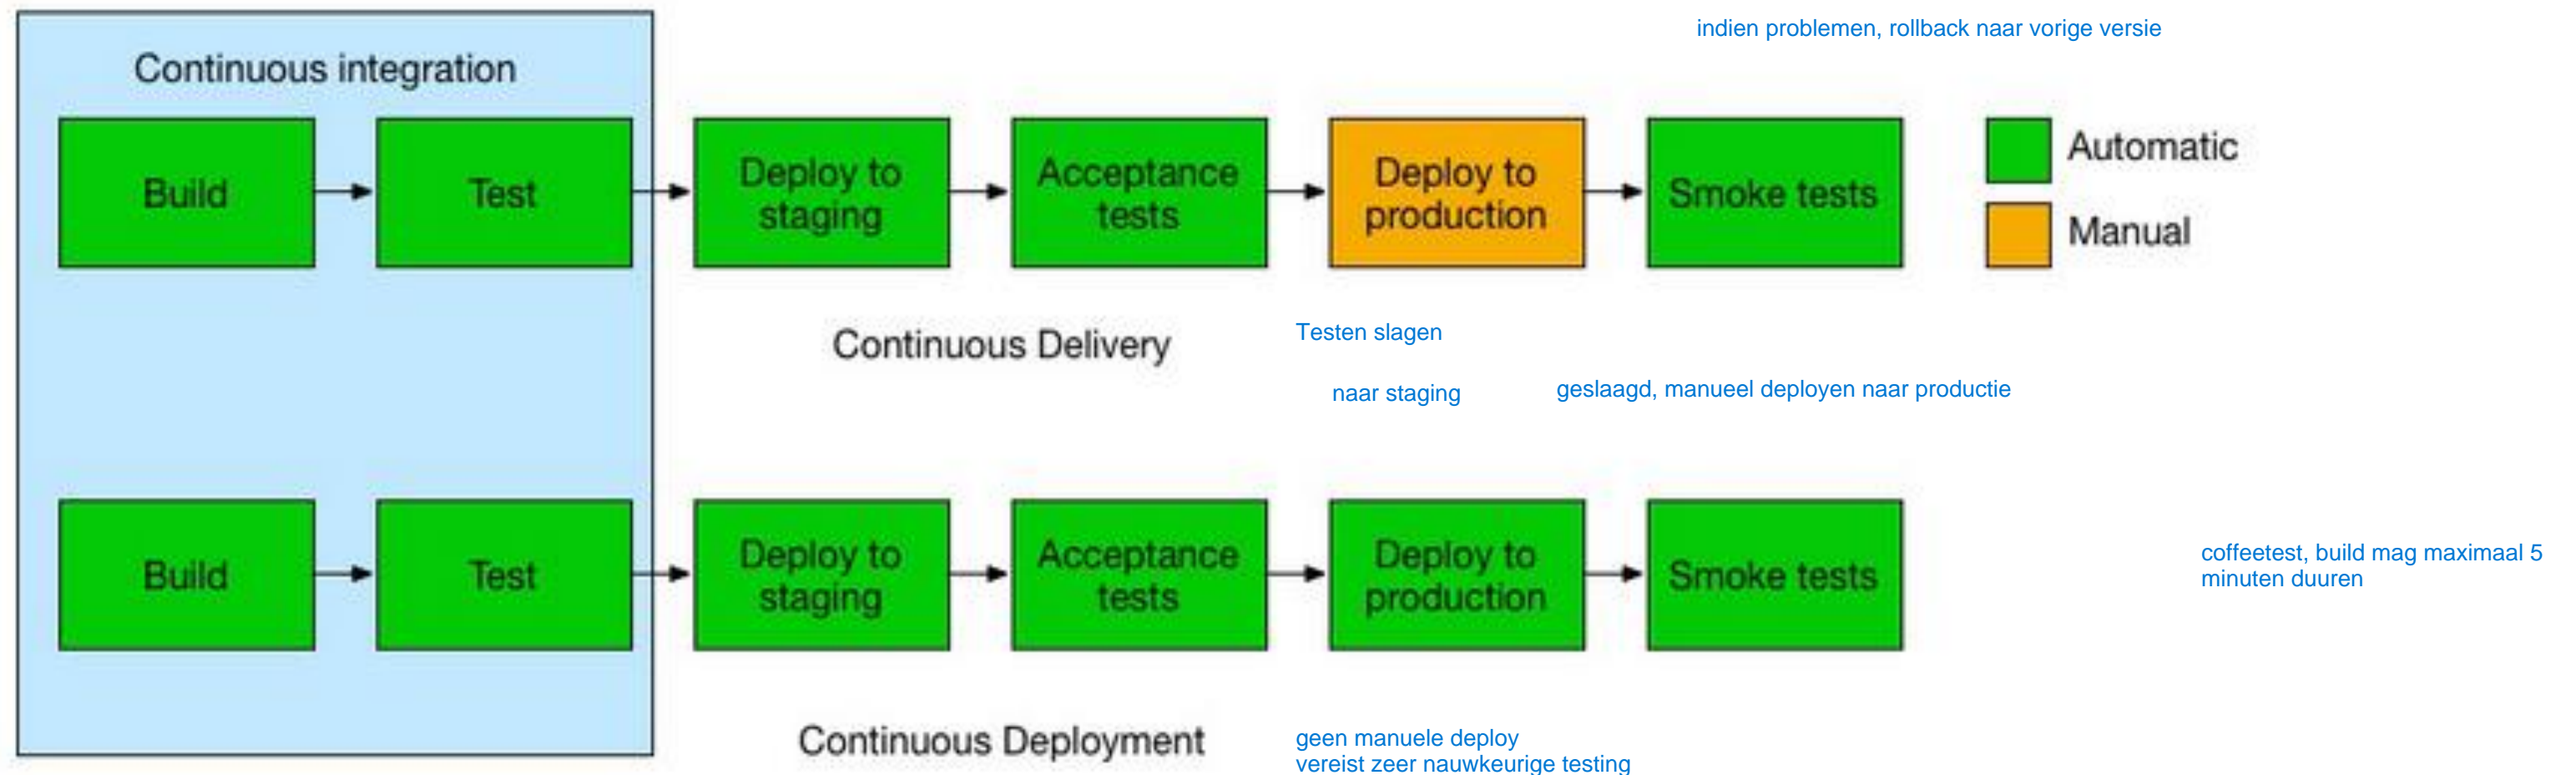 indien problemen, rollback naar vorige versie
Continuous integration
Build
Test
Deploy to
staging
Acceptance
tests
Deploy to
production
Smoke tests
Automatic
Manual
Continuous Delivery
Testen slagen
naar staging
geslaagd, manueel deployen naar productie
Build
Test
Deploy to
staging
Acceptance
tests
Deploy to
production
Smoke tests
coffeetest, build mag maximaal 5
minuten duuren
Continuous Deployment
geen manuele deploy
vereist zeer nauwkeurige testing